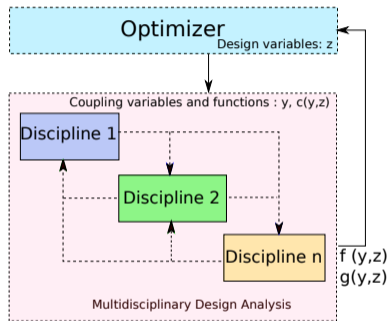 Optimizer
Design variables: z
Coupling variables and functions : y, c(y,z)
Discipline 1
Discipline 2
Discipline n
f (y,z)
g(y,z)
Multidisciplinary Design Analysis